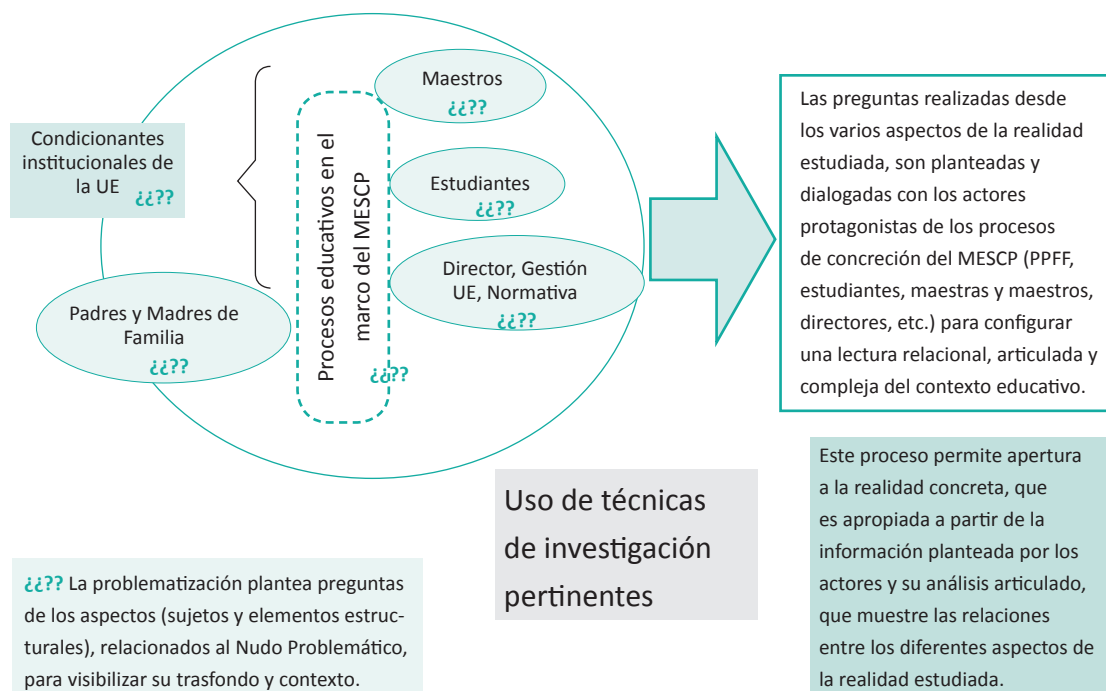 Condicionantes
institucionales de
la UE ¿¿??
Padres y Madres de
Familia
¿¿??
Procesos educativos en el
marco del MESCP
¿¿??
Maestros
¿¿??
Estudiantes
¿¿??
Director, Gestión
UE, Normativa
¿¿??
Las preguntas realizadas desde
los varios aspectos de la realidad
estudiada, son planteadas y
dialogadas con los actores
protagonistas de los procesos
de concreción del MESCP (PPFF,
estudiantes, maestras y maestros,
directores, etc.) para configurar
una lectura relacional, articulada y
compleja del contexto educativo.
Uso de técnicas
de investigación
pertinentes
Este proceso permite apertura
a la realidad concreta, que
es apropiada a partir de la
información planteada por los
actores y su análisis articulado,
que muestre las relaciones
entre los diferentes aspectos de
la realidad estudiada.
¿¿?? La problematización plantea preguntas
de los aspectos (sujetos y elementos estruc-
turales), relacionados al Nudo Problemático,
para visibilizar su trasfondo y contexto.